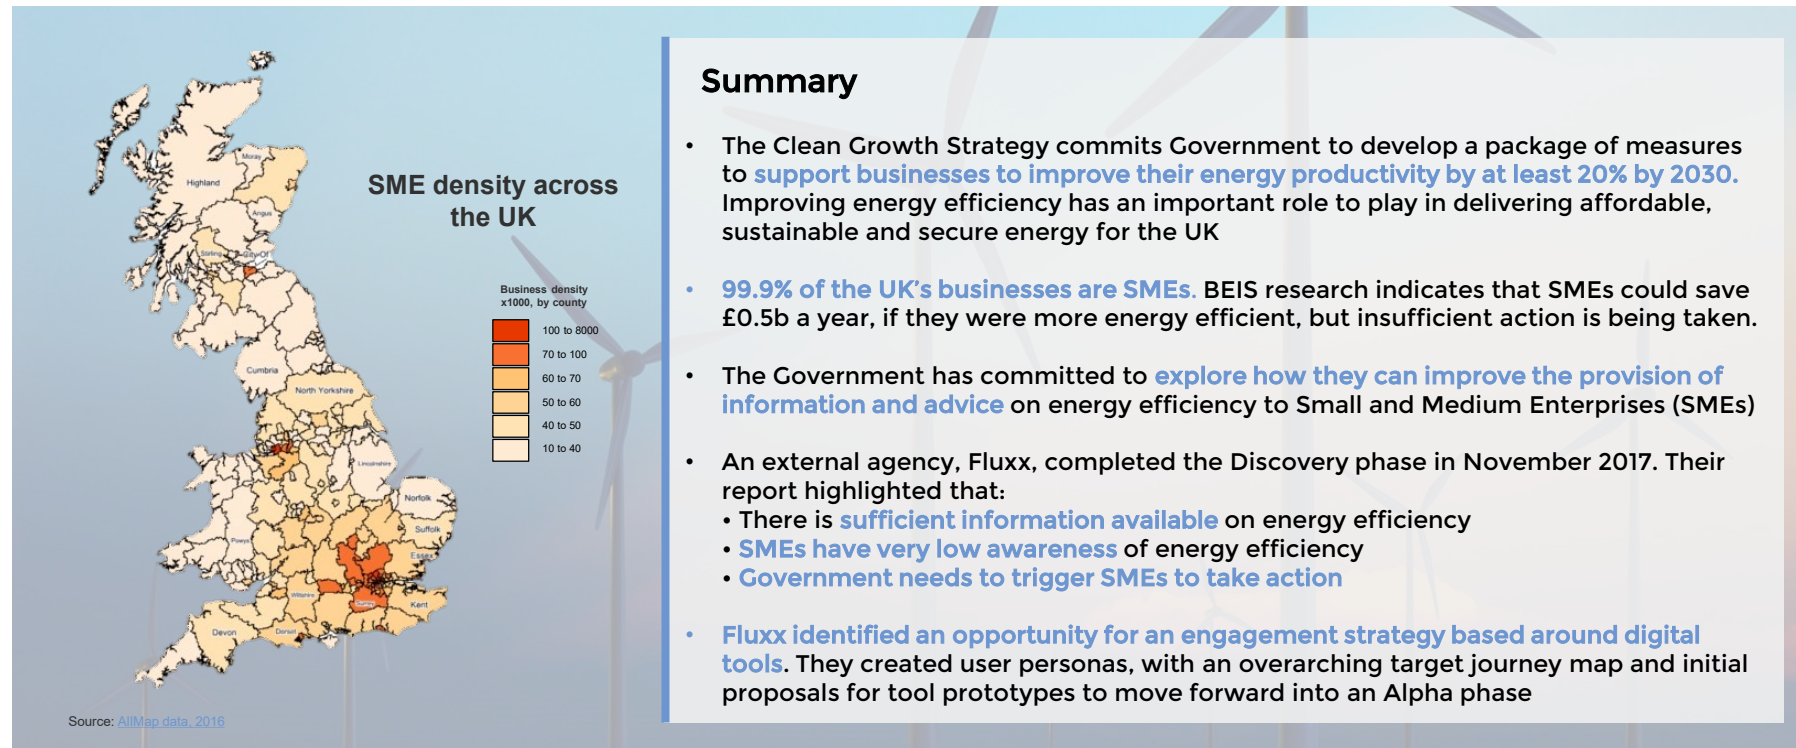 Moray
Highland
Angus
Stirling
City Of
SME density across
the UK
Business density
x1000, by county
100 to 8000
70 to 100
60 to 70
50 to 60
40 to 50
10 to 40
Cumbria
North Yorkshire
Lincolnshire
Norfolk
Suffolk
Powys
Essex
Wiltshire
Surrey
Kent
Devon
Dorset
Source: AllMap data, 2016
Summary
• The Clean Growth Strategy commits Government to develop a package of measures
to support businesses to improve their energy productivity by at least 20% by 2030.
Improving energy efficiency has an important role to play in delivering affordable,
sustainable and secure energy for the UK
• 99.9% of the UK’s businesses are SMEs. BEIS research indicates that SMEs could save
£0.5b a year, if they were more energy efficient, but insufficient action is being taken.
• The Government has committed to explore how they can improve the provision of
information and advice on energy efficiency to Small and Medium Enterprises (SMEs)
• An external agency, Fluxx, completed the Discovery phase in November 2017. Their
report highlighted that:
• There is sufficient information available on energy efficiency
• SMEs have very low awareness of energy efficiency
• Government needs to trigger SMEs to take action
• Fluxx identified an opportunity for an engagement strategy based around digital
tools. They created user personas, with an overarching target journey map and initial
proposals for tool prototypes to move forward into an Alpha phase